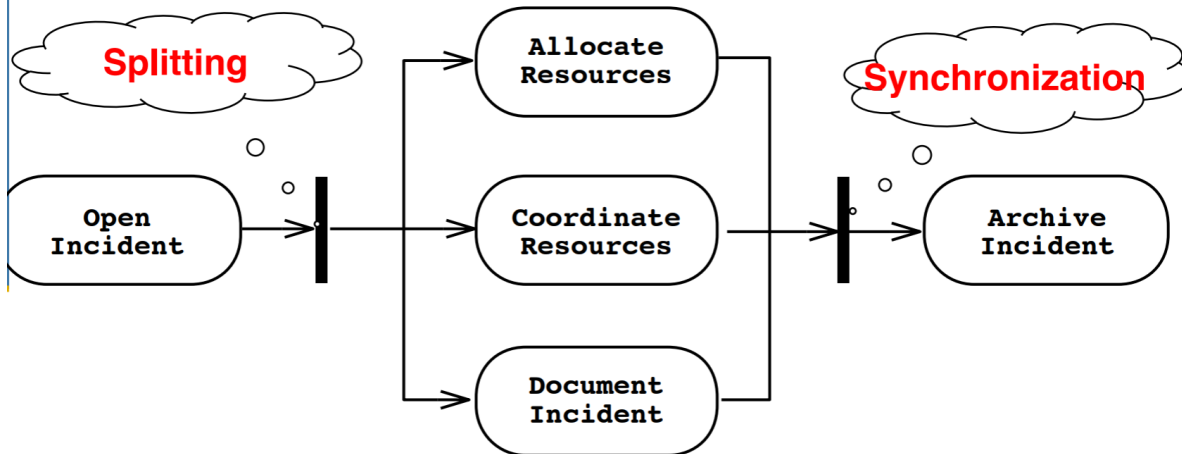 Splitting
Allocate
Resources
Synchronization
Open
Incident
Coordinate
Resources
Archive
Incident
Document
Incident